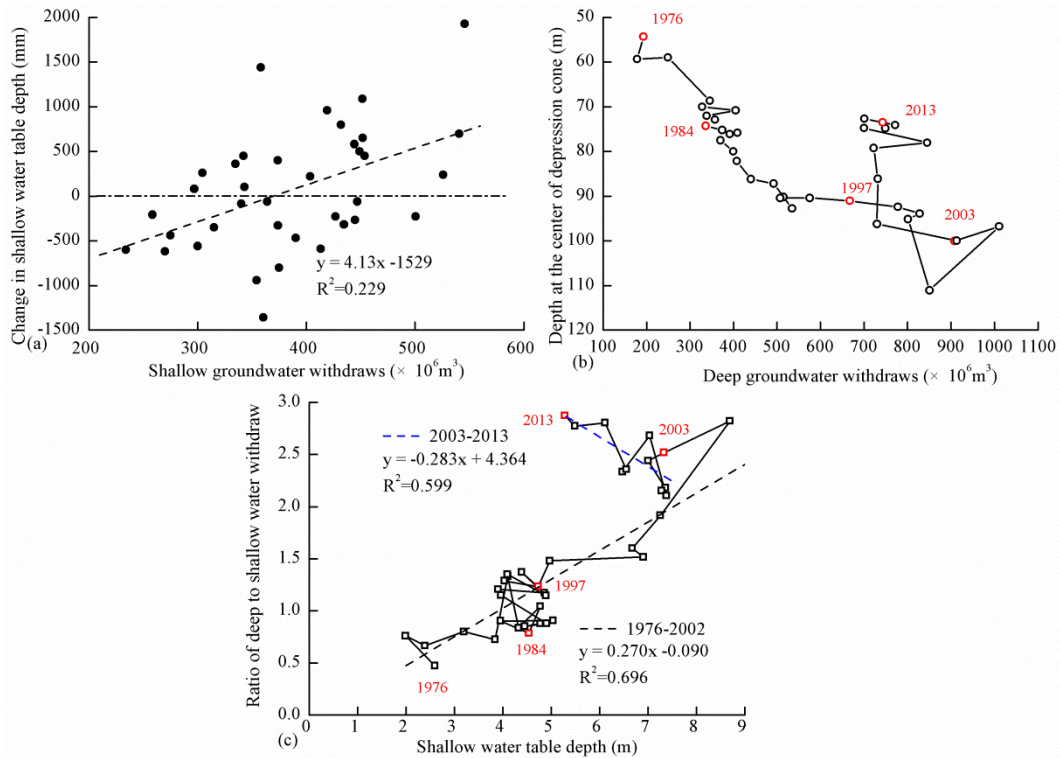 Change in shallow water table depth (mm)
2000
1500
1000
500
0
-500
-1000
-1500
y = 4.13x -1529
R²=0.229
200 300 400 500 600
(a)
Shallow groundwater withdraws (× 10⁶m³)
Depth at the center of depression cone (m)
50
60
70
80
90
100
110
120
1976
1984
2013
1997
2003
100 200 300 400 500 600 700 800 900 1000 1100
(b)
Deep groundwater withdraws (× 10⁶m³)
Ratio of deep to shallow water withdraw
3.0
2.5
2.0
1.5
1.0
0.5
0.0
2013
2003
2003-2013
y = -0.283x + 4.364
R²=0.599
1997
1984
1976
1976-2002
y = 0.270x -0.090
R²=0.696
0 1 2 3 4 5 6 7 8 9
(c)
Shallow water table depth (m)